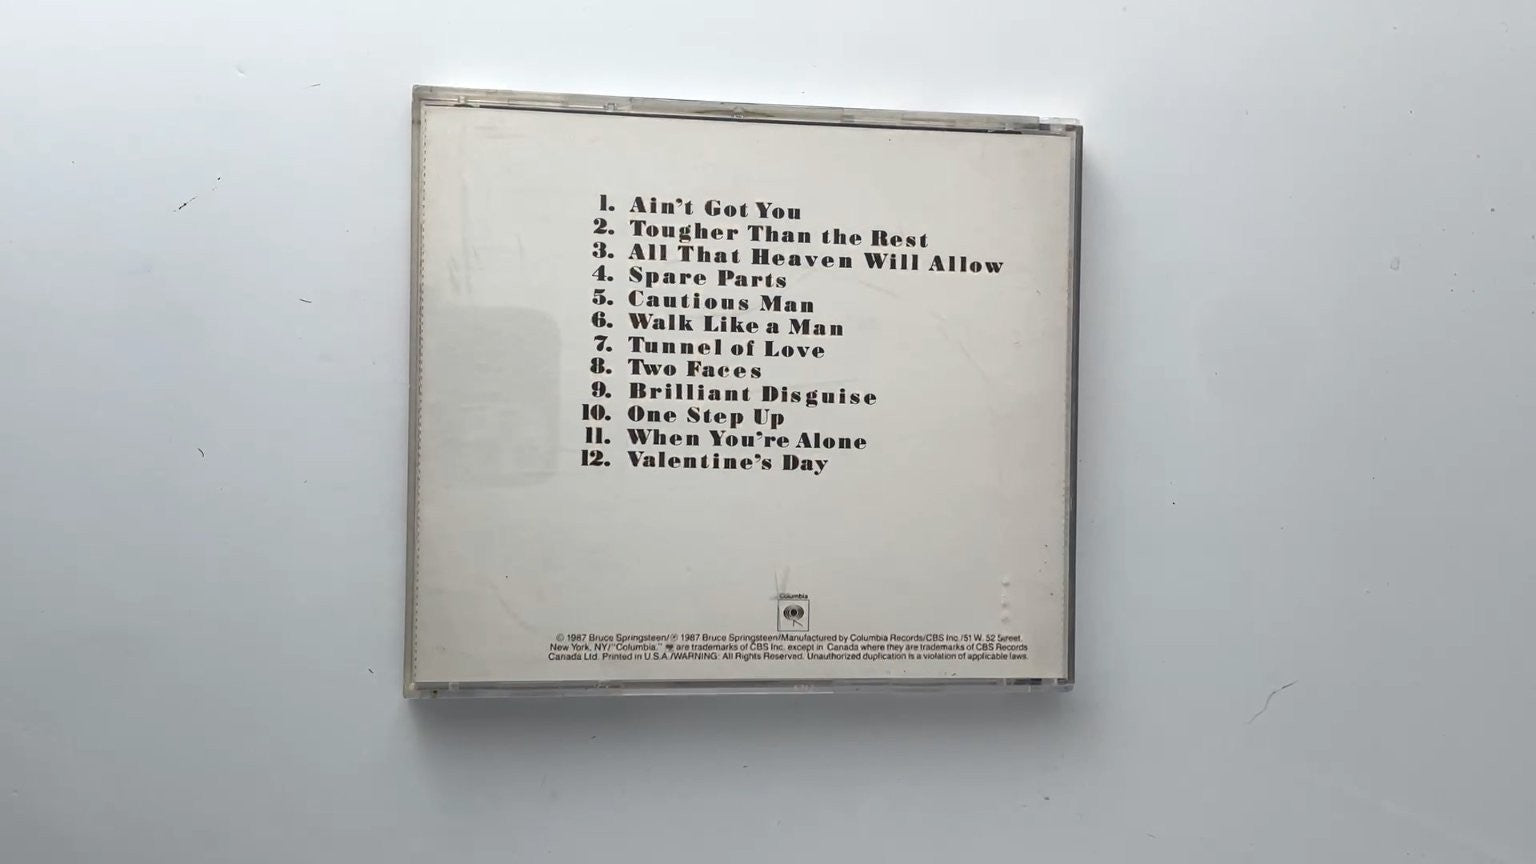 1. Ain't Got You
2. Tougher Than the Rest
3. All That Heaven Will Allow
4. Spare Parts
5. Cautious Man
6. Walk Like a Man
7. Tunnel of Love
8. Two Faces
9. Brilliant Disguise
10. One Step Up
11. When You're Alone
12. Valentine's Day
Columbia
© 1987 Bruce Springsteen/℗ 1987 Bruce Springsteen/Manufactured by Columbia Records/CBS Inc./51 W. 52 Street,
New York, NY/"Columbia," are trademarks of CBS Inc. except in Canada where they are trademarks of CBS Records
Canada Ltd. Printed in U.S.A./WARNING: All Rights Reserved. Unauthorized duplication is a violation of applicable laws.